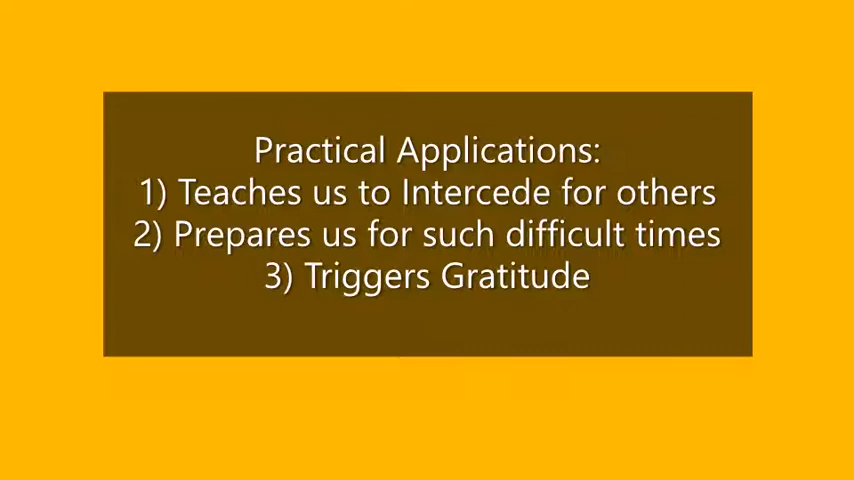 Practical Applications:
1) Teaches us to Intercede for others
2) Prepares us for such difficult times
3) Triggers Gratitude